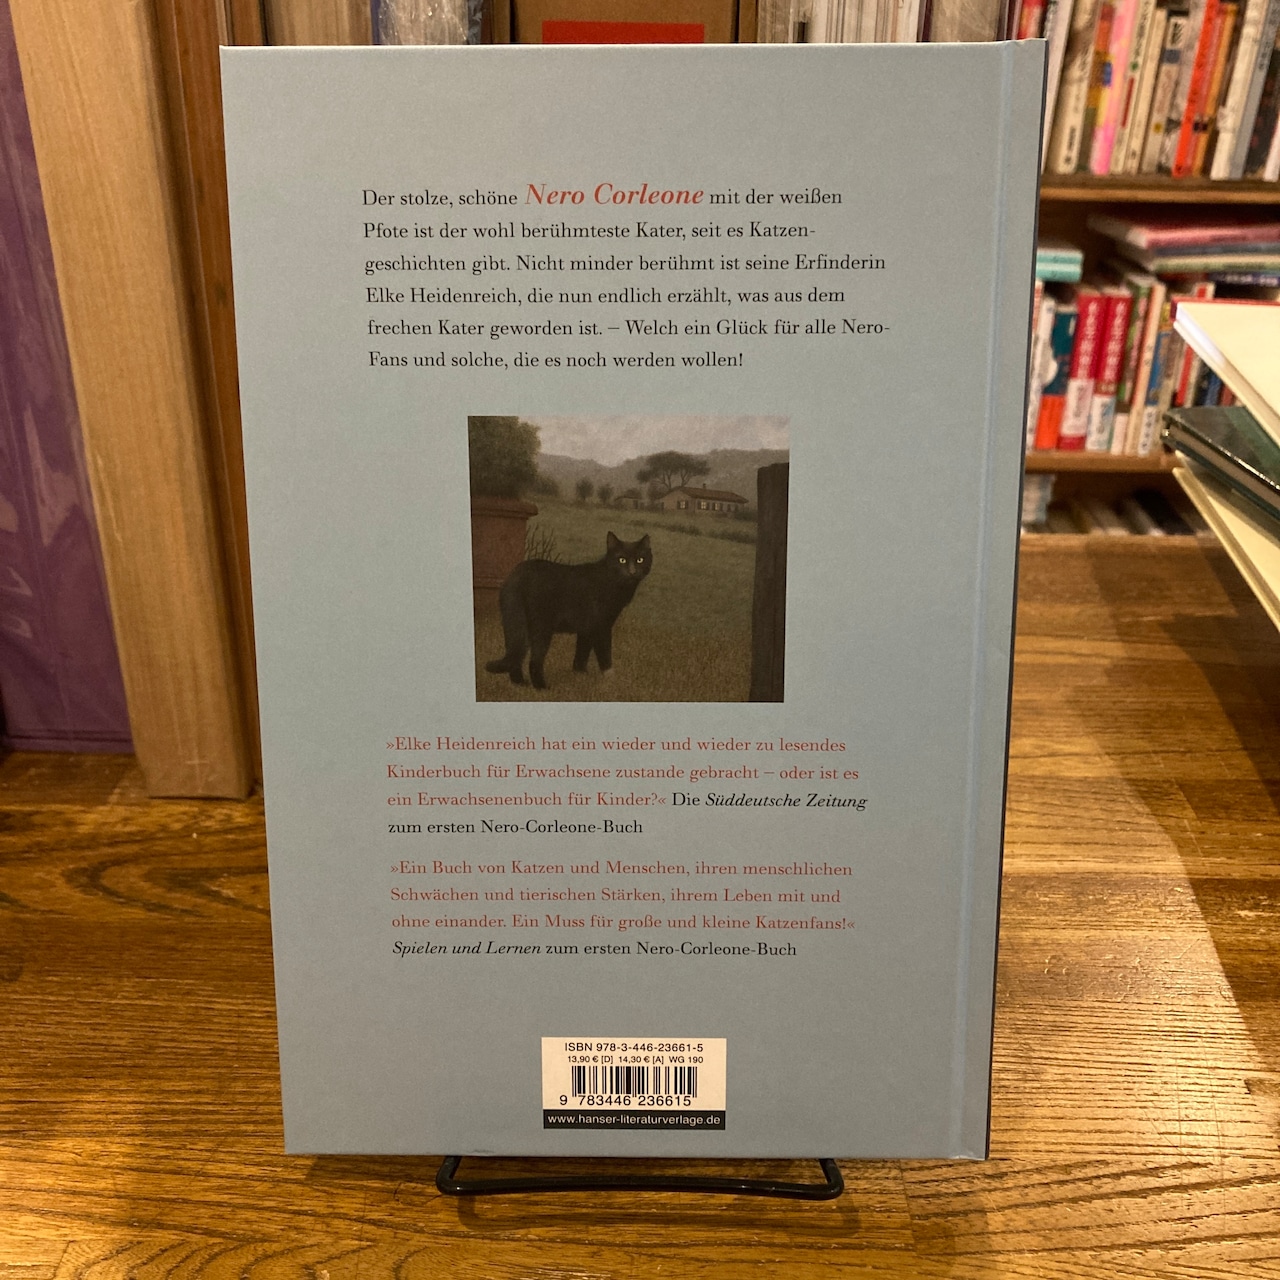 Der stolze, schöne Nero Corleone mit der weißen
Pfote ist der wohl berühmteste Kater, seit es Katzen-
geschichten gibt. Nicht minder berühmt ist seine Erfinderin
Elke Heidenreich, die nun endlich erzählt, was aus dem
frechen Kater geworden ist. – Welch ein Glück für alle Nero-
Fans und solche, die es noch werden wollen!
»Elke Heidenreich hat ein wieder und wieder zu lesendes
Kinderbuch für Erwachsene zustande gebracht – oder ist es
ein Erwachsenenbuch für Kinder?« Die Süddeutsche Zeitung
zum ersten Nero-Corleone-Buch
»Ein Buch von Katzen und Menschen, ihren menschlichen
Schwächen und tierischen Stärken, ihrem Leben mit und
ohne einander. Ein Muss für große und kleine Katzenfans!«
Spielen und Lernen zum ersten Nero-Corleone-Buch
ISBN 978-3-446-23661-5
13,90 € [D] 14,30 € [A] WG 190
9 783446 236615
www.hanser-literaturverlage.de